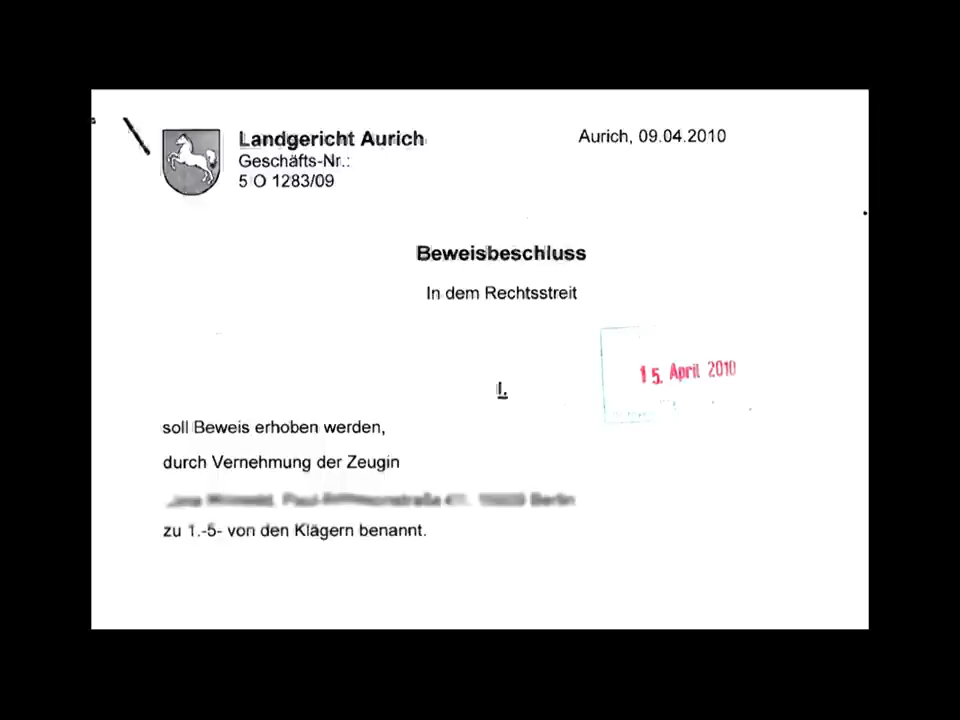 Landgericht Aurich
Geschäfts-Nr.:
5 O 1283/09
Aurich, 09.04.2010
Beweisbeschluss
In dem Rechtsstreit
15. April 2010
I.
soll Beweis erhoben werden,
durch Vernehmung der Zeugin
zu 1.-5- von den Klägern benannt.